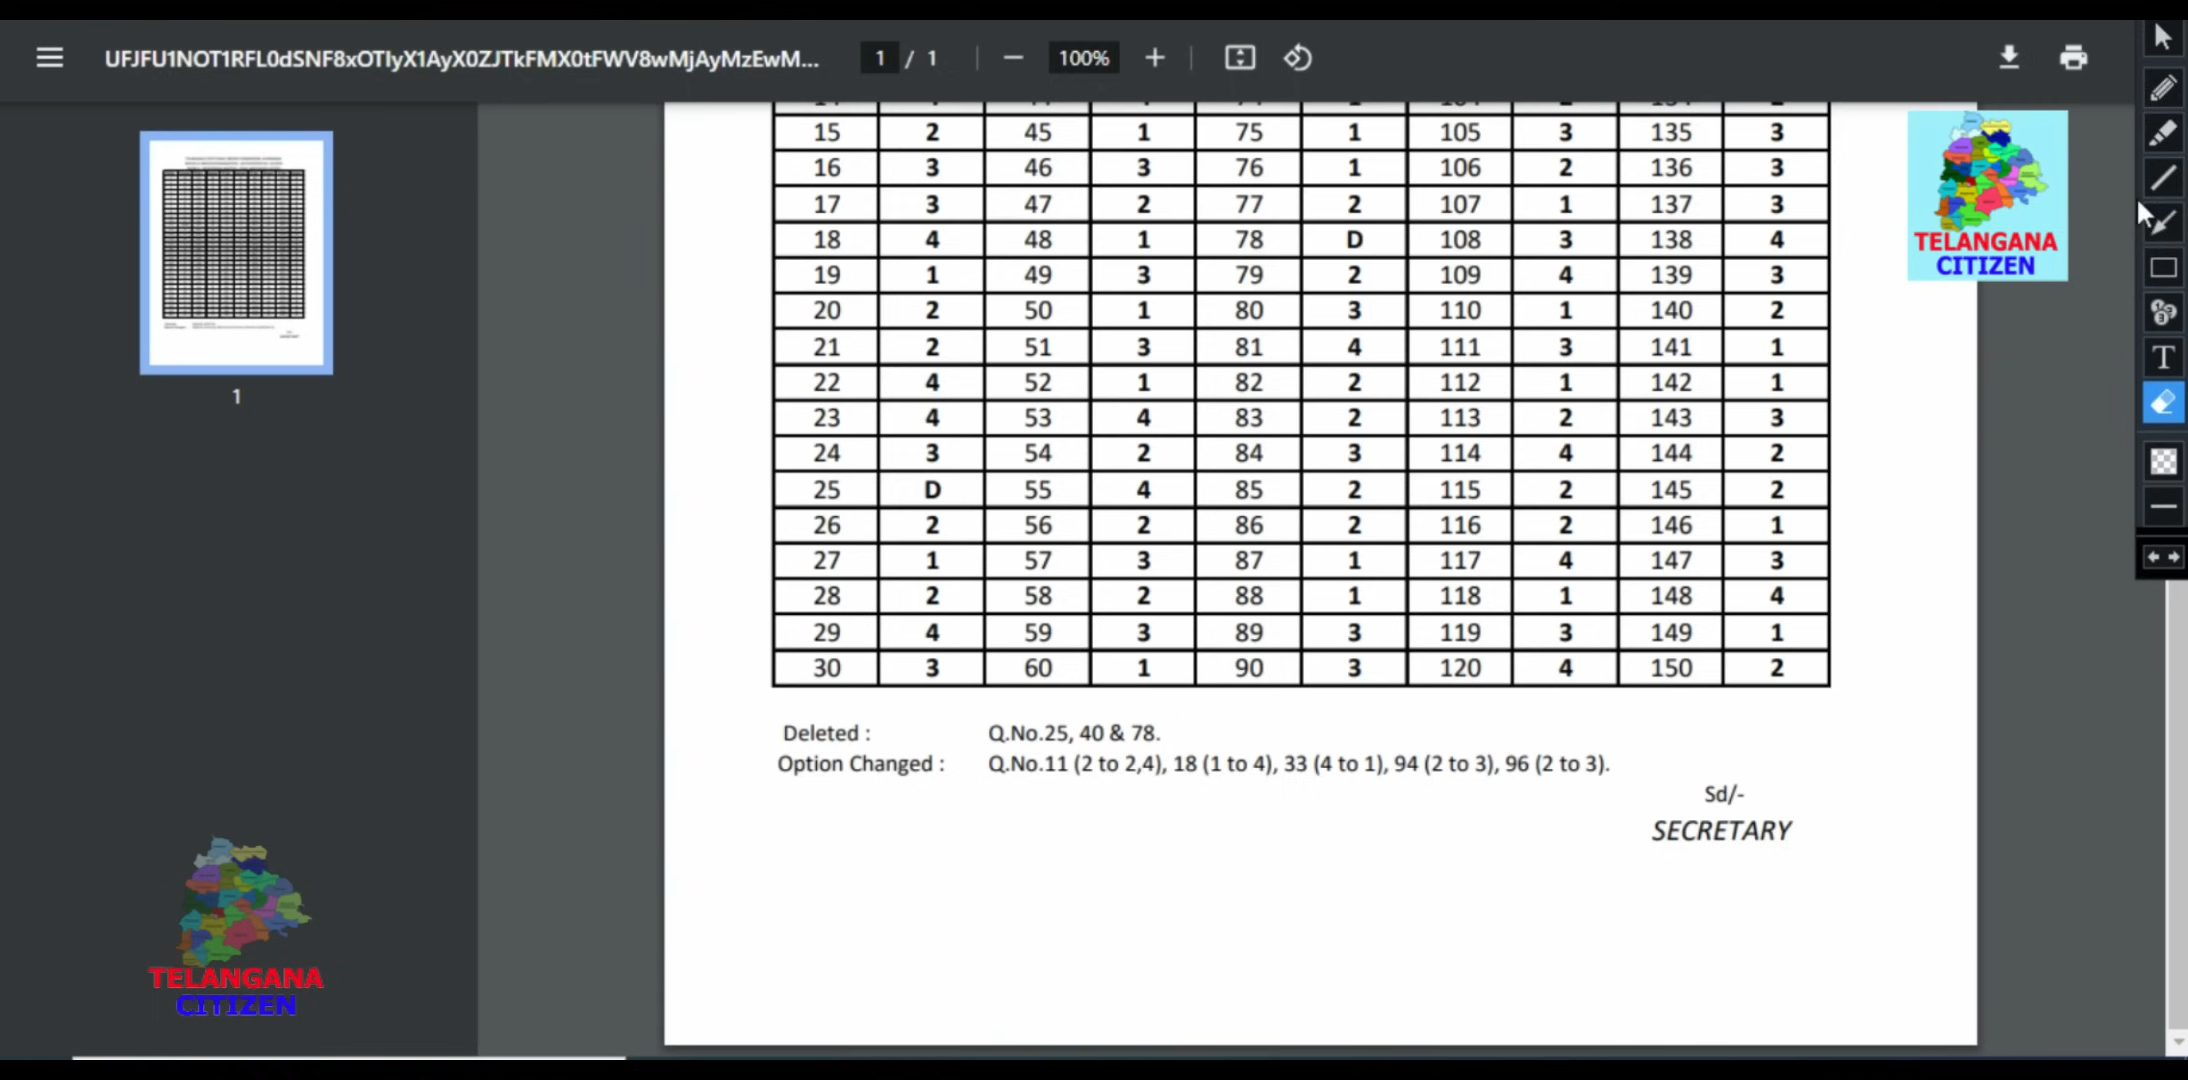 UFJFU1NOT1RFL0dSNF8xOTIyX1AyX0ZJTkFMX0tFWV8wMjAyMzEwM...
1 / 1
100%
15 2 45 1 75 1 105 3 135 3
16 3 46 3 76 1 106 2 136 3
17 3 47 2 77 2 107 1 137 3
18 4 48 1 78 D 108 3 138 4
19 1 49 3 79 2 109 4 139 3
20 2 50 1 80 3 110 1 140 2
21 2 51 3 81 4 111 3 141 1
22 4 52 1 82 2 112 1 142 1
23 4 53 4 83 2 113 2 143 3
24 3 54 2 84 3 114 4 144 2
25 D 55 4 85 2 115 2 145 2
26 2 56 2 86 2 116 2 146 1
27 1 57 3 87 1 117 4 147 3
28 2 58 2 88 1 118 1 148 4
29 4 59 3 89 3 119 3 149 1
30 3 60 1 90 3 120 4 150 2
Deleted : Q.No.25, 40 & 78.
Option Changed : Q.No.11 (2 to 2,4), 18 (1 to 4), 33 (4 to 1), 94 (2 to 3), 96 (2 to 3).
Sd/-
SECRETARY
1
TELANGANA
CITIZEN
TELANGANA
CITIZEN
T